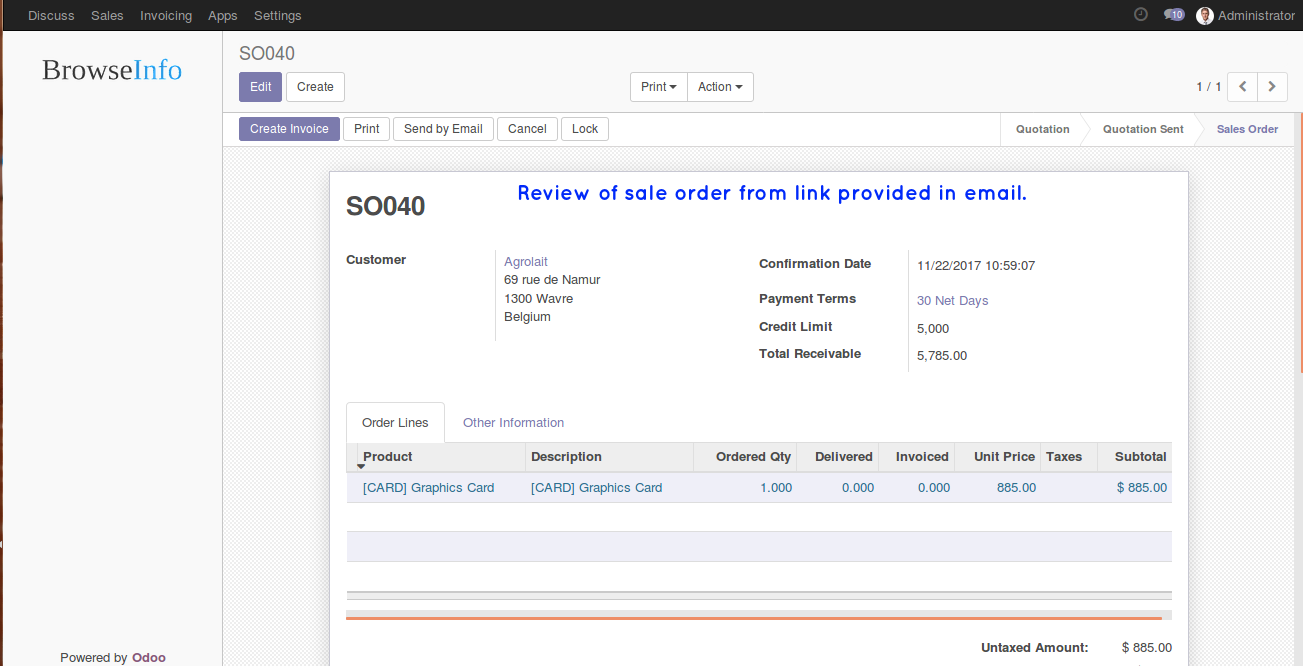 Discuss Sales Invoicing Apps Settings 10 Administrator
BrowseInfo
SO040
Edit Create Print Action 1 / 1
Create Invoice Print Send by Email Cancel Lock Quotation Quotation Sent Sales Order
Review of sale order from link provided in email.
SO040
Customer
Agrolait
69 rue de Namur
1300 Wavre
Belgium
Confirmation Date 11/22/2017 10:59:07
Payment Terms 30 Net Days
Credit Limit 5,000
Total Receivable 5,785.00
Order Lines Other Information
Product Description Ordered Qty Delivered Invoiced Unit Price Taxes Subtotal
[CARD] Graphics Card [CARD] Graphics Card 1.000 0.000 0.000 885.00 $ 885.00
Untaxed Amount: $ 885.00
Powered by Odoo